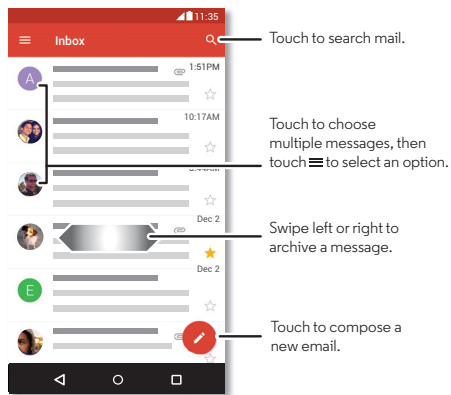 11:35
Inbox
Touch to search mail.
1:51PM
A
10:17AM
Touch to choose
multiple messages, then
touch ☰ to select an option.
8:44AM
Dec 2
Swipe left or right to
archive a message.
Dec 2
E
Touch to compose a
new email.